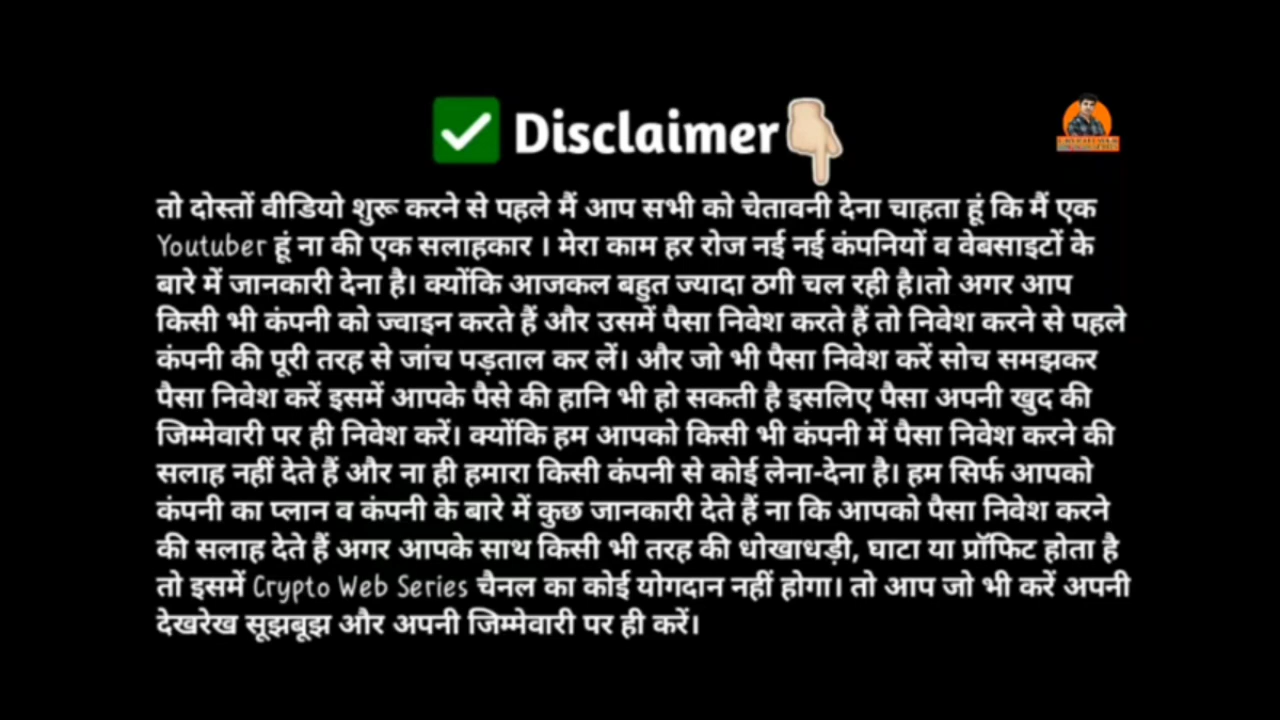 ✅ Disclaimer👇🏻
तो दोस्तों वीडियो शुरू करने से पहले मैं आप सभी को चेतावनी देना चाहता हूं कि मैं एक
Youtuber हूं ना की एक सलाहकार । मेरा काम हर रोज नई नई कंपनियों व वेबसाइटों के
बारे में जानकारी देना है। क्योंकि आजकल बहुत ज्यादा ठगी चल रही है।तो अगर आप
किसी भी कंपनी को ज्वाइन करते हैं और उसमें पैसा निवेश करते हैं तो निवेश करने से पहले
कंपनी की पूरी तरह से जांच पड़ताल कर लें। और जो भी पैसा निवेश करें सोच समझकर
पैसा निवेश करें इसमें आपके पैसे की हानि भी हो सकती है इसलिए पैसा अपनी खुद की
जिम्मेवारी पर ही निवेश करें। क्योंकि हम आपको किसी भी कंपनी में पैसा निवेश करने की
सलाह नहीं देते हैं और ना ही हमारा किसी कंपनी से कोई लेना-देना है। हम सिर्फ आपको
कंपनी का प्लान व कंपनी के बारे में कुछ जानकारी देते हैं ना कि आपको पैसा निवेश करने
की सलाह देते हैं अगर आपके साथ किसी भी तरह की धोखाधड़ी, घाटा या प्रॉफिट होता है
तो इसमें Crypto Web Series चैनल का कोई योगदान नहीं होगा। तो आप जो भी करें अपनी
देखरेख सूझबूझ और अपनी जिम्मेवारी पर ही करें।